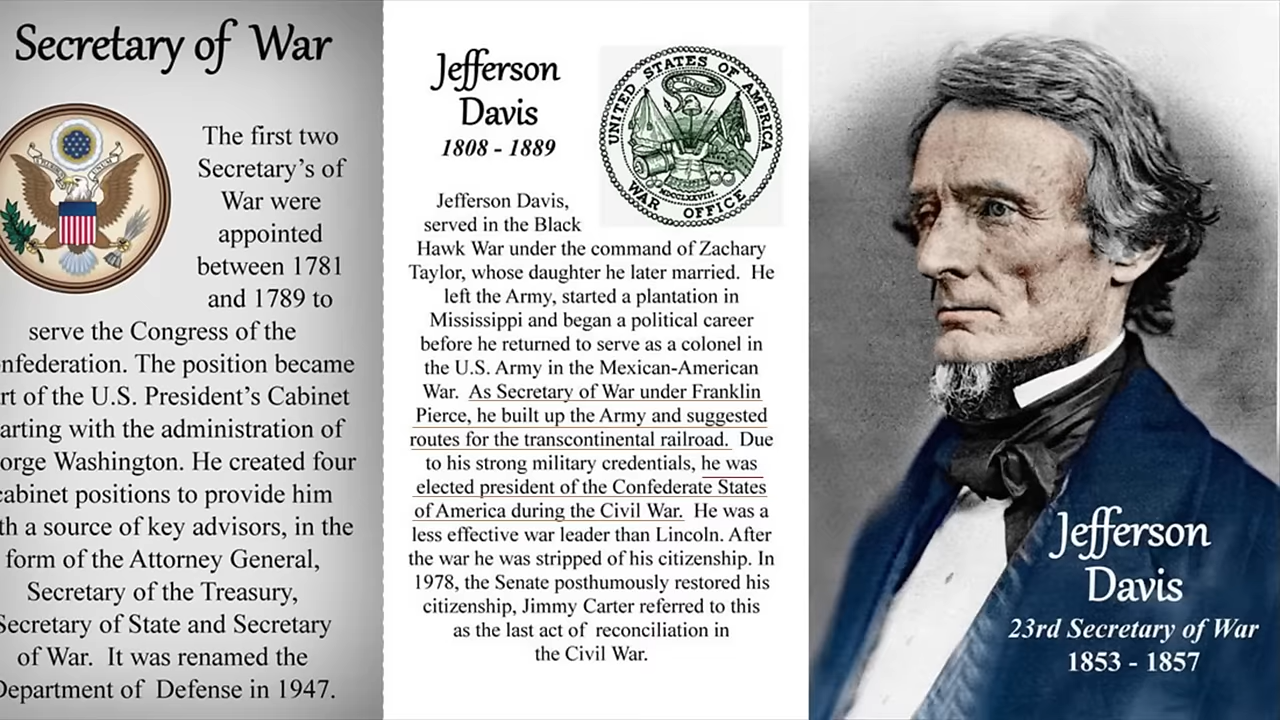 Secretary of War
The first two
Secretary's of
War were
appointed
between 1781
and 1789 to
serve the Congress of the
nfederation. The position became
rt of the U.S. President's Cabinet
arting with the administration of
orge Washington. He created four
cabinet positions to provide him
th a source of key advisors, in the
form of the Attorney General,
Secretary of the Treasury,
Secretary of State and Secretary
of War. It was renamed the
Department of Defense in 1947.
Jefferson
Davis
1808 - 1889
UNITED STATES OF AMERICA
WAR OFFICE
MDCCLXXVIII
Jefferson Davis,
served in the Black
Hawk War under the command of Zachary
Taylor, whose daughter he later married. He
left the Army, started a plantation in
Mississippi and began a political career
before he returned to serve as a colonel in
the U.S. Army in the Mexican-American
War. As Secretary of War under Franklin
Pierce, he built up the Army and suggested
routes for the transcontinental railroad. Due
to his strong military credentials, he was
elected president of the Confederate States
of America during the Civil War. He was a
less effective war leader than Lincoln. After
the war he was stripped of his citizenship. In
1978, the Senate posthumously restored his
citizenship, Jimmy Carter referred to this
as the last act of reconciliation in
the Civil War.
Jefferson
Davis
23rd Secretary of War
1853 - 1857